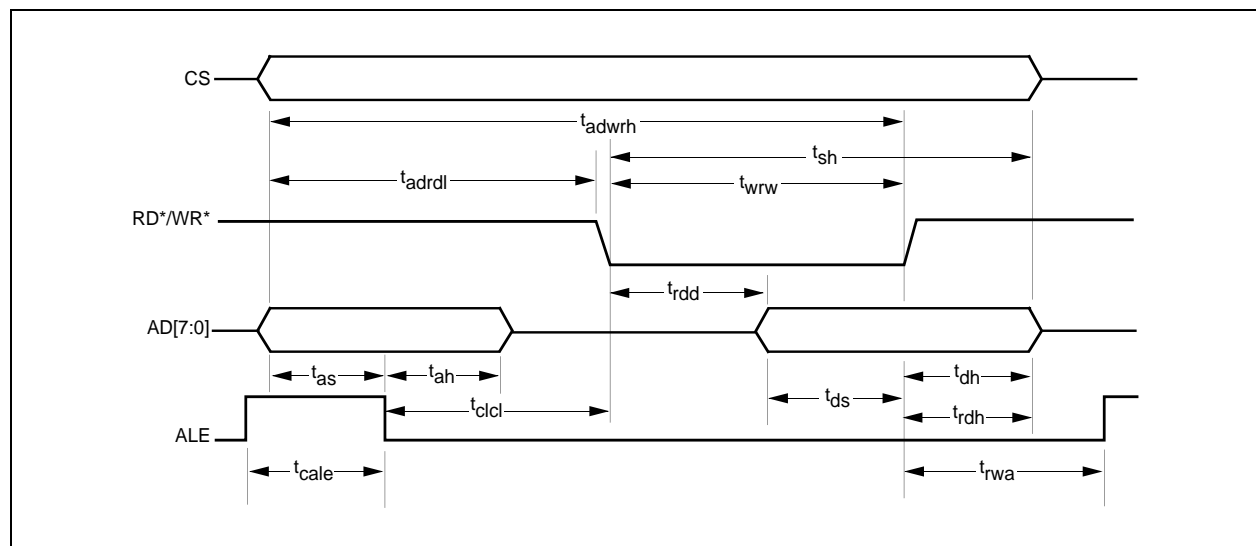 CS
tadwrh
tsh
tadrdl
twrw
RD*/WR*
trdd
AD[7:0]
tas
tah
tdh
tclcl
tds
trdh
ALE
tcale
trwa